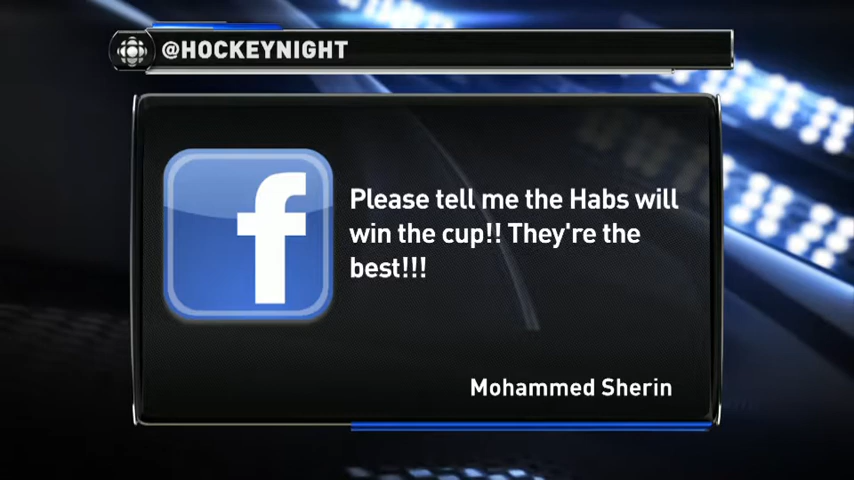 @HOCKEYNIGHT
f
Please tell me the Habs will
win the cup!! They're the
best!!!
Mohammed Sherin